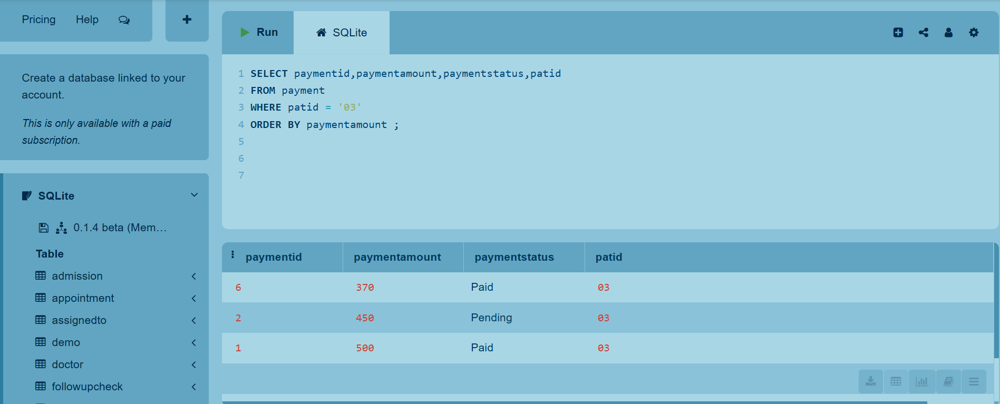 Pricing Help
Create a database linked to your
account.
This is only available with a paid
subscription.
SQLite
0.1.4 beta (Mem...
Table
admission
appointment
assignedto
demo
doctor
followupcheck
Run SQLite
1 SELECT paymentid,paymentamount,paymentstatus,patid
2 FROM payment
3 WHERE patid = '03'
4 ORDER BY paymentamount ;
5
6
7
paymentid paymentamount paymentstatus patid
6 370 Paid 03
2 450 Pending 03
1 500 Paid 03